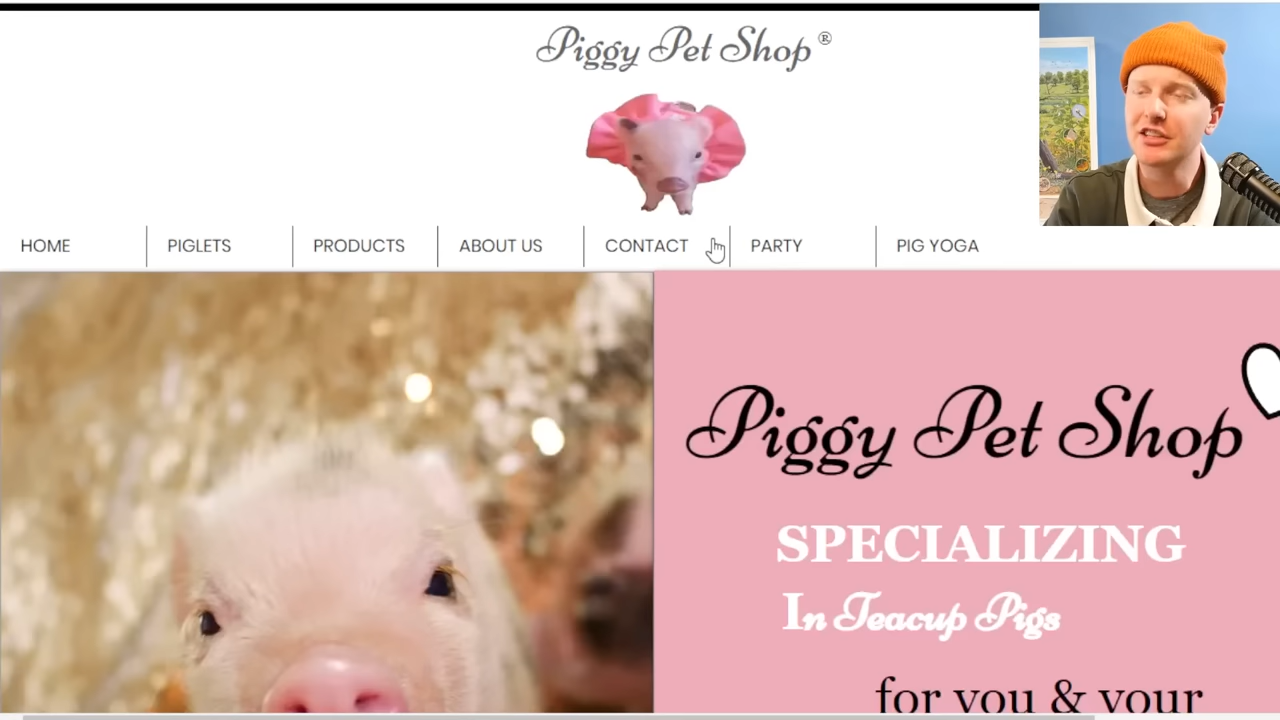 Piggy Pet Shop ®
HOME
PIGLETS
PRODUCTS
ABOUT US
CONTACT
PARTY
PIG YOGA
Piggy Pet Shop
SPECIALIZING
In Teacup Pigs
for you & your